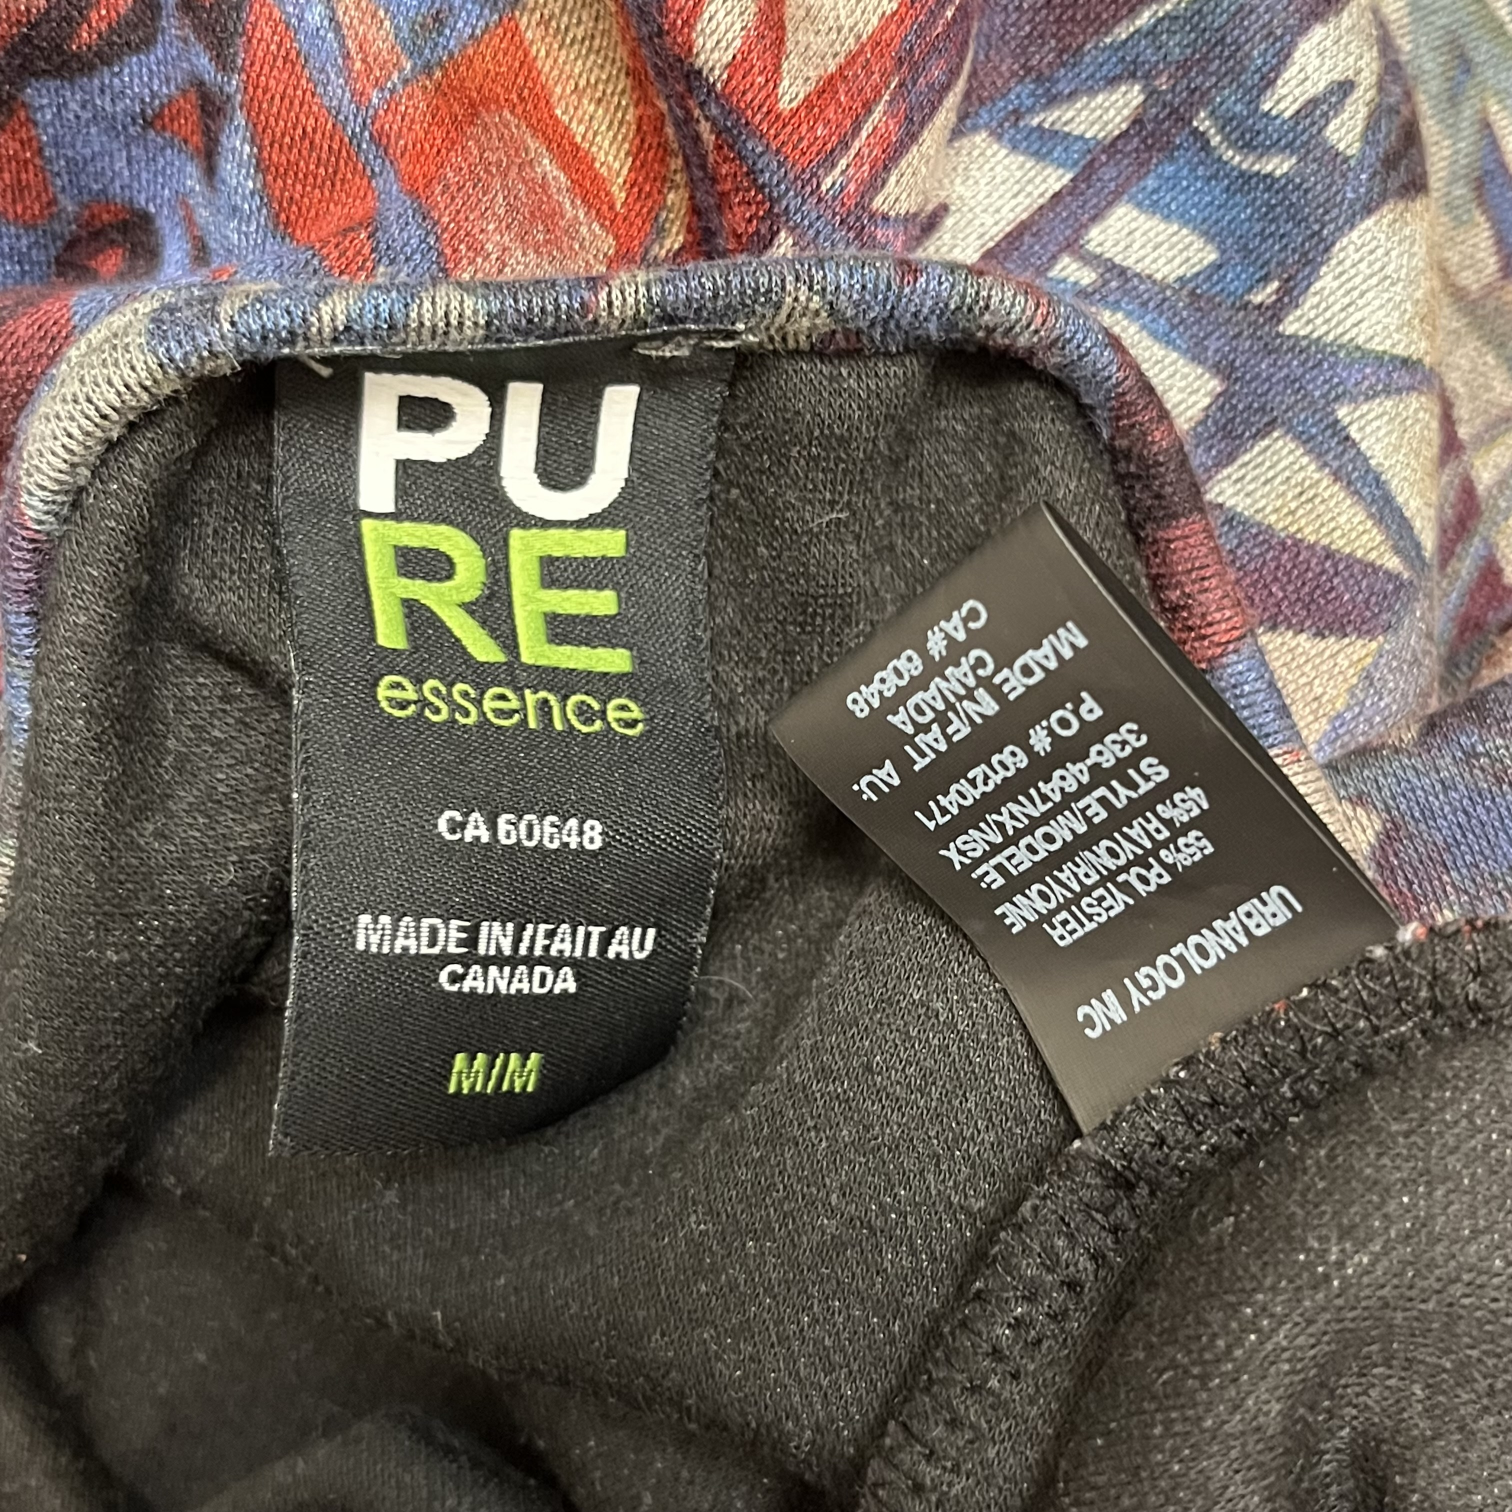 PU
RE
essence
CA 60648
MADE IN/FAIT AU
CANADA
M/M
URBANOLOGY INC
55% POLYESTER
45% RAYON/RAYONNE
STYLE/MODELE:
336-4647NX/NSX
P.O.# 601210471
MADE IN/FAIT AU:
CANADA
CA# 60648